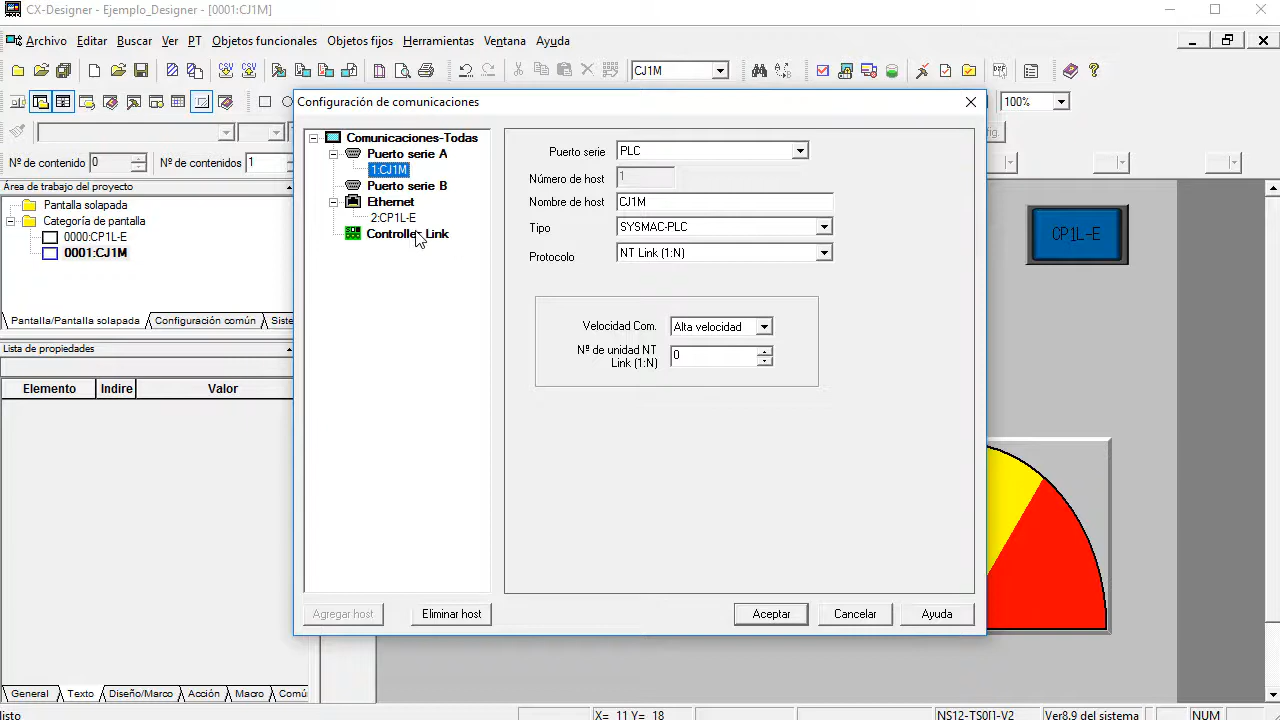 CX-Designer - Ejemplo_Designer - [0001:CJ1M]
Archivo Editar Buscar Ver PT Objetos funcionales Objetos fijos Herramientas Ventana Ayuda
CJ1M
100%
Configuración de comunicaciones
Nº de contenido 0 Nº de contenidos 1
Área de trabajo del proyecto
Pantalla solapada
Categoría de pantalla
0000:CP1L-E
0001:CJ1M
Pantalla/Pantalla solapada Configuración común Siste
Lista de propiedades
Elemento Indire Valor
General Texto Diseño/Marco Acción Macro Comú
Comunicaciones-Todas
Puerto serie A
1:CJ1M
Puerto serie B
Ethernet
2:CP1L-E
Controller Link
Puerto serie PLC
Número de host 1
Nombre de host CJ1M
Tipo SYSMAC-PLC
Protocolo NT Link (1:N)
Velocidad Com. Alta velocidad
Nº de unidad NT
Link (1:N) 0
Agregar host Eliminar host Aceptar Cancelar Ayuda
fig.
CP1L-E
listo X= 11 Y= 18 NS12-TS0[]-V2 Ver8.9 del sistema NUM